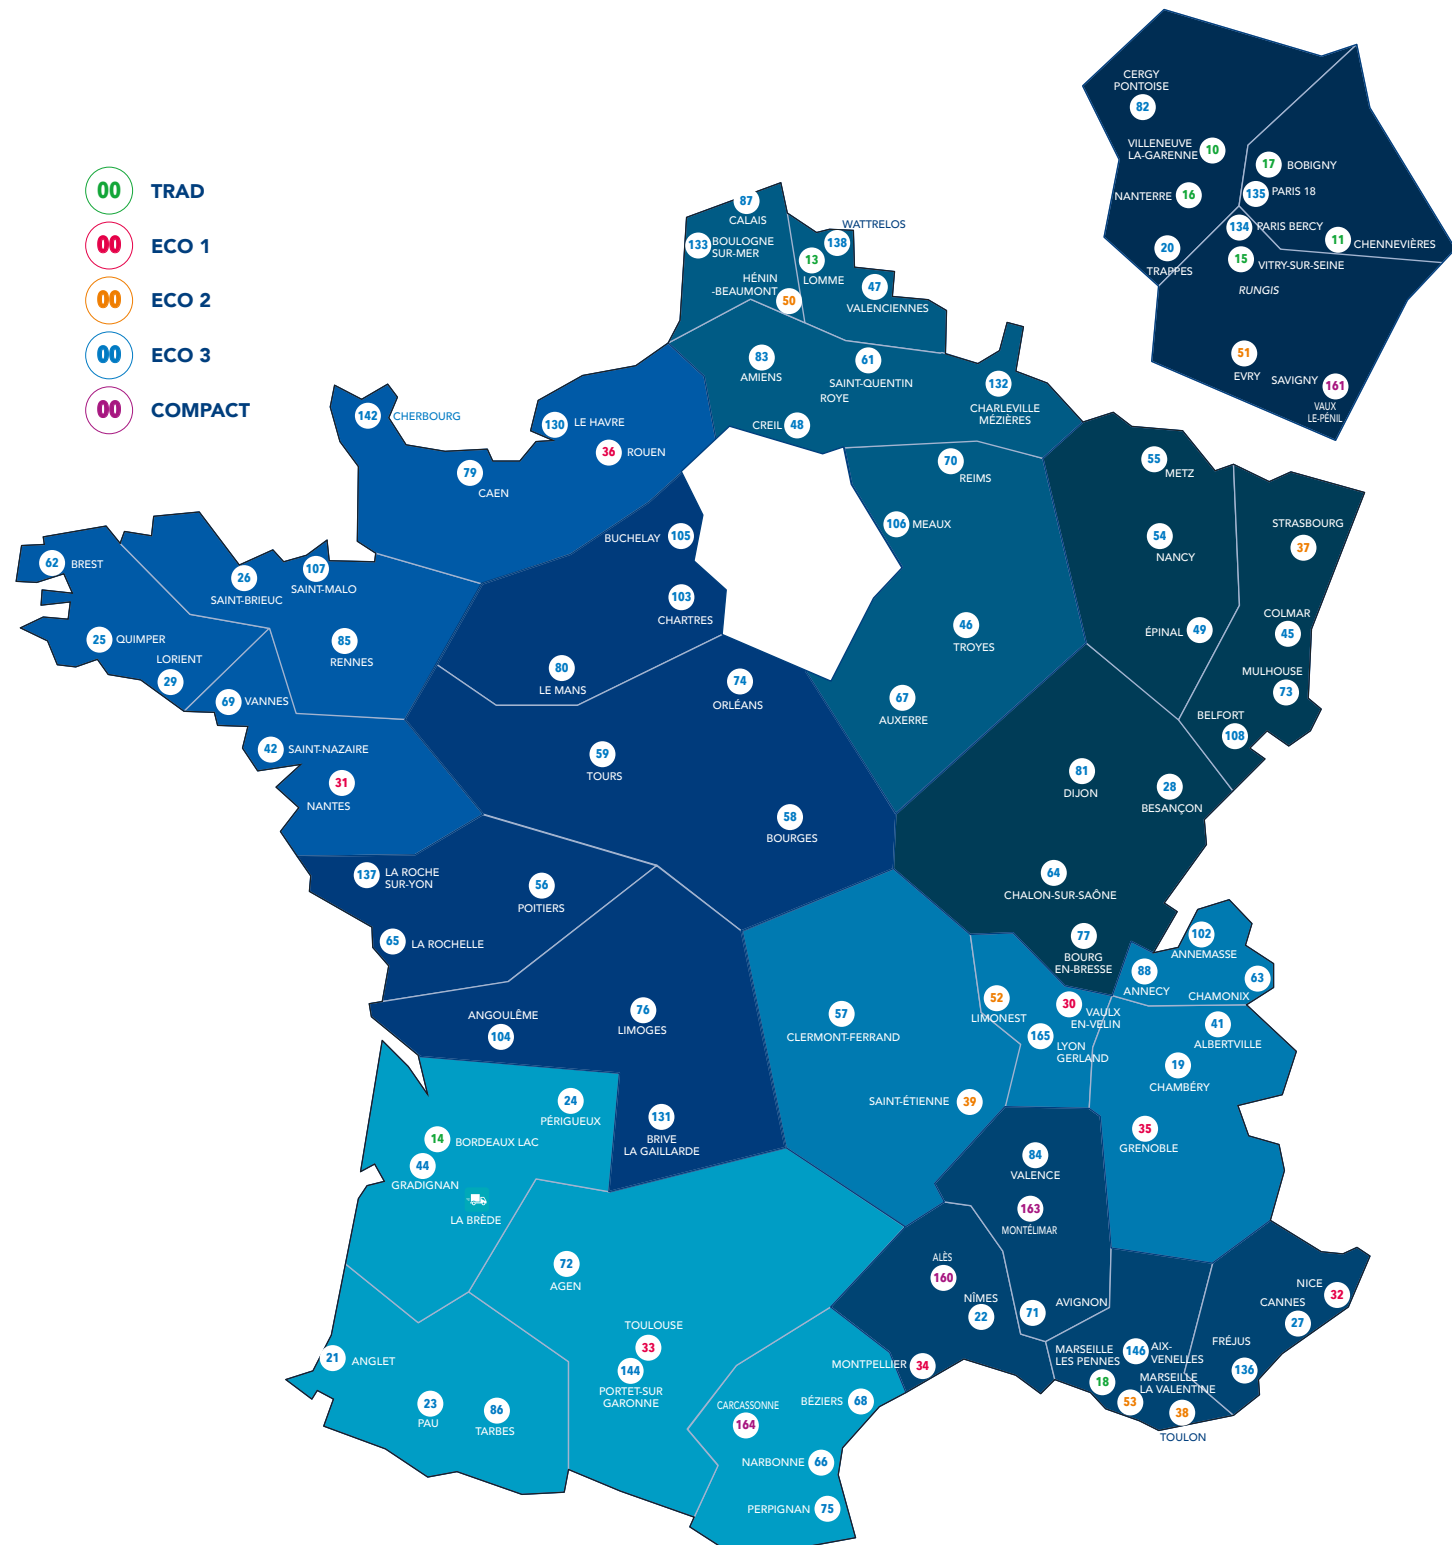 00 TRAD
00 ECO 1
00 ECO 2
00 ECO 3
00 COMPACT
CERGY
PONTOISE
82
VILLENEUVE
LA-GARENNE
10
17 BOBIGNY
NANTERRE 16
135 PARIS 18
134 PARIS BERCY
11 CHENNEVIÈRES
20
TRAPPES
15 VITRY-SUR-SEINE
RUNGIS
51
EVRY
SAVIGNY 161
VAUX
LE-PÉNIL
87
CALAIS
133 BOULOGNE
SUR-MER
WATTRELOS
138
13
LOMME
HÉNIN
-BEAUMONT
50
47
VALENCIENNES
83
AMIENS
61
SAINT-QUENTIN
ROYE
132
CHARLEVILLE
MÉZIÈRES
CREIL 48
142 CHERBOURG
130 LE HAVRE
36 ROUEN
79
CAEN
70
REIMS
106 MEAUX
55
METZ
54
NANCY
STRASBOURG
37
ÉPINAL 49
COLMAR
45
MULHOUSE
73
BELFORT
108
BUCHELAY 105
103
CHARTRES
62 BREST
26
SAINT-BRIEUC
107
SAINT-MALO
25 QUIMPER
LORIENT
29
85
RENNES
69 VANNES
42 SAINT-NAZAIRE
31
NANTES
80
LE MANS
74
ORLÉANS
46
TROYES
67
AUXERRE
59
TOURS
58
BOURGES
81
DIJON
28
BESANÇON
64
CHALON-SUR-SAÔNE
77
BOURG
EN-BRESSE
137 LA ROCHE
SUR-YON
56
POITIERS
65 LA ROCHELLE
102
ANNEMASSE
88
ANNECY
63
CHAMONIX
ANGOULÊME
104
76
LIMOGES
57
CLERMONT-FERRAND
52
LIMONEST
30
VAULX
EN-VELIN
165 LYON
GERLAND
41
ALBERTVILLE
19
CHAMBÉRY
SAINT-ÉTIENNE 39
35
GRENOBLE
24
PÉRIGUEUX
131
BRIVE
LA GAILLARDE
14 BORDEAUX LAC
44
GRADIGNAN
LA BRÈDE
84
VALENCE
163
MONTÉLIMAR
72
AGEN
ALÈS
160
NÎMES
22
71
AVIGNON
NICE 32
CANNES
27
FRÉJUS
136
146 AIX-
VENELLES
MARSEILLE
LES PENNES
18
MARSEILLE
LA VALENTINE
53
38
TOULON
TOULOUSE
33
144
PORTET-SUR
GARONNE
MONTPELLIER 34
21 ANGLET
23
PAU
86
TARBES
BÉZIERS 68
CARCASSONNE
164
NARBONNE 66
PERPIGNAN 75